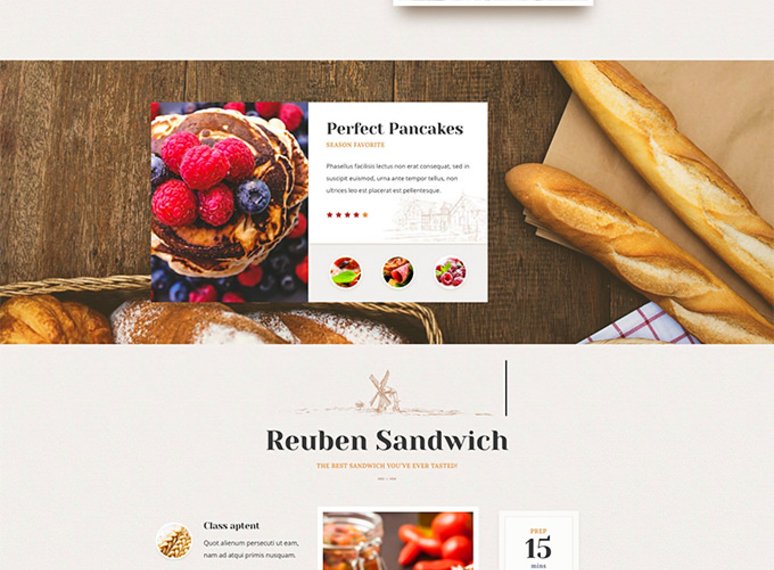 Perfect Pancakes
SEASON FAVORITE
Phasellus facilisis lectus non erat consequat, sed in
suscipit euismod, urna ante tempor tellus, non
ultrices leo est placerat est pellentesque.
Reuben Sandwich
THE BEST SANDWICH YOU'VE EVER TASTED!
Class aptent
Quot alienum persecuti ut eam,
nam ad atqui primis nusquam.
PREP
15
mins